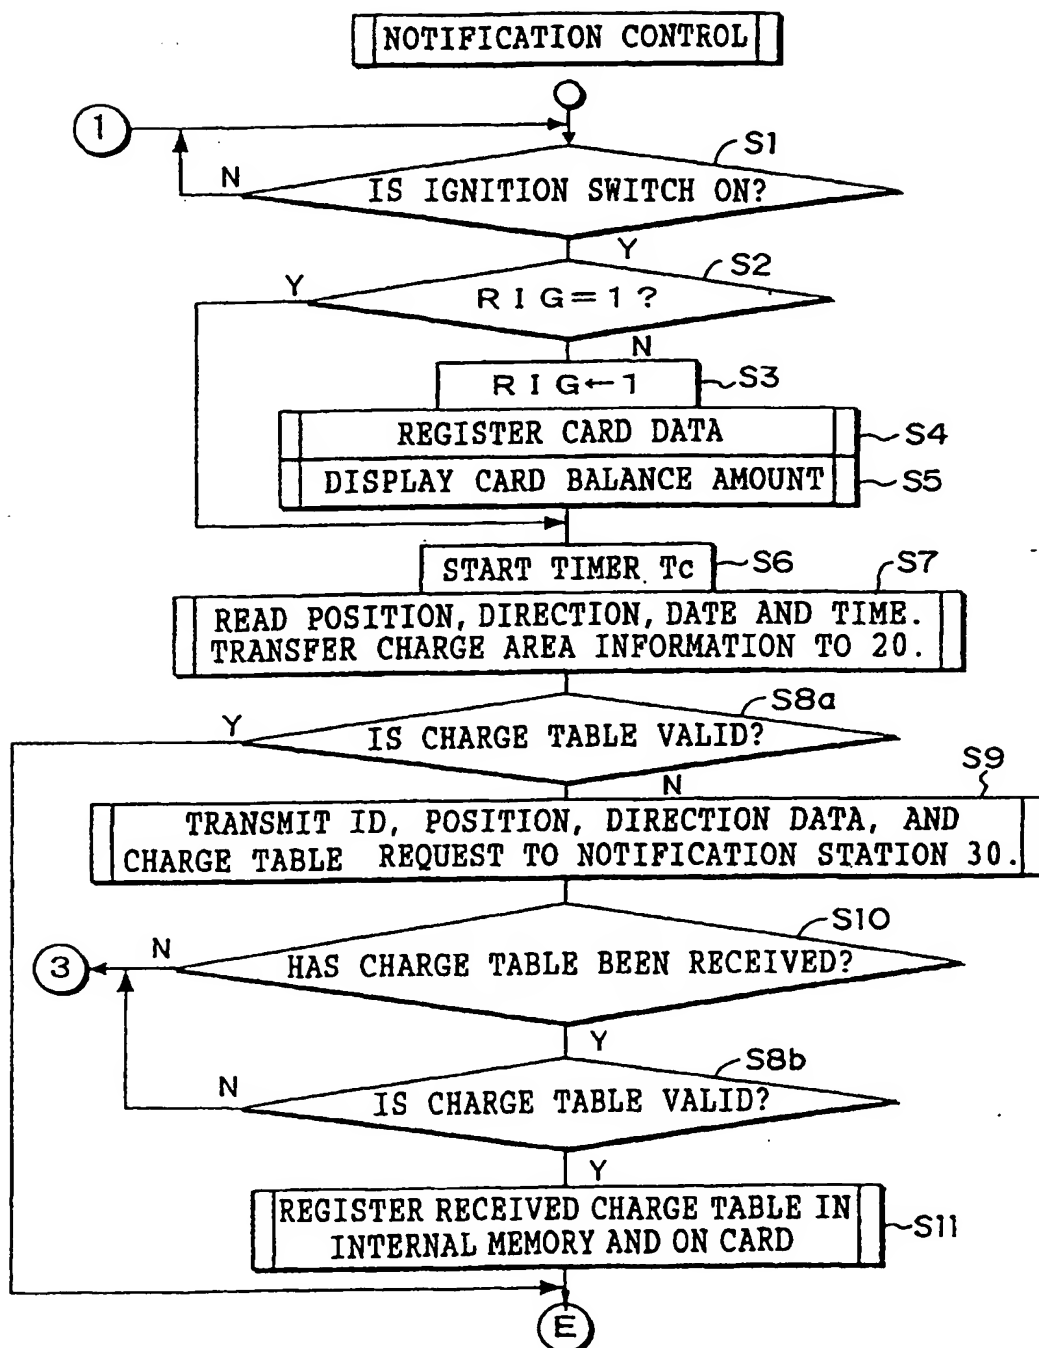 NOTIFICATION CONTROL
1
S1
N
IS IGNITION SWITCH ON?
Y
S2
Y
RIG=1?
N
RIG←1
S3
REGISTER CARD DATA
S4
DISPLAY CARD BALANCE AMOUNT
S5
START TIMER Tc
S6
S7
READ POSITION, DIRECTION, DATE AND TIME.
TRANSFER CHARGE AREA INFORMATION TO 20.
S8a
Y
IS CHARGE TABLE VALID?
N
S9
TRANSMIT ID, POSITION, DIRECTION DATA, AND
CHARGE TABLE REQUEST TO NOTIFICATION STATION 30.
S10
3
N
HAS CHARGE TABLE BEEN RECEIVED?
Y
S8b
N
IS CHARGE TABLE VALID?
Y
REGISTER RECEIVED CHARGE TABLE IN
INTERNAL MEMORY AND ON CARD
S11
E